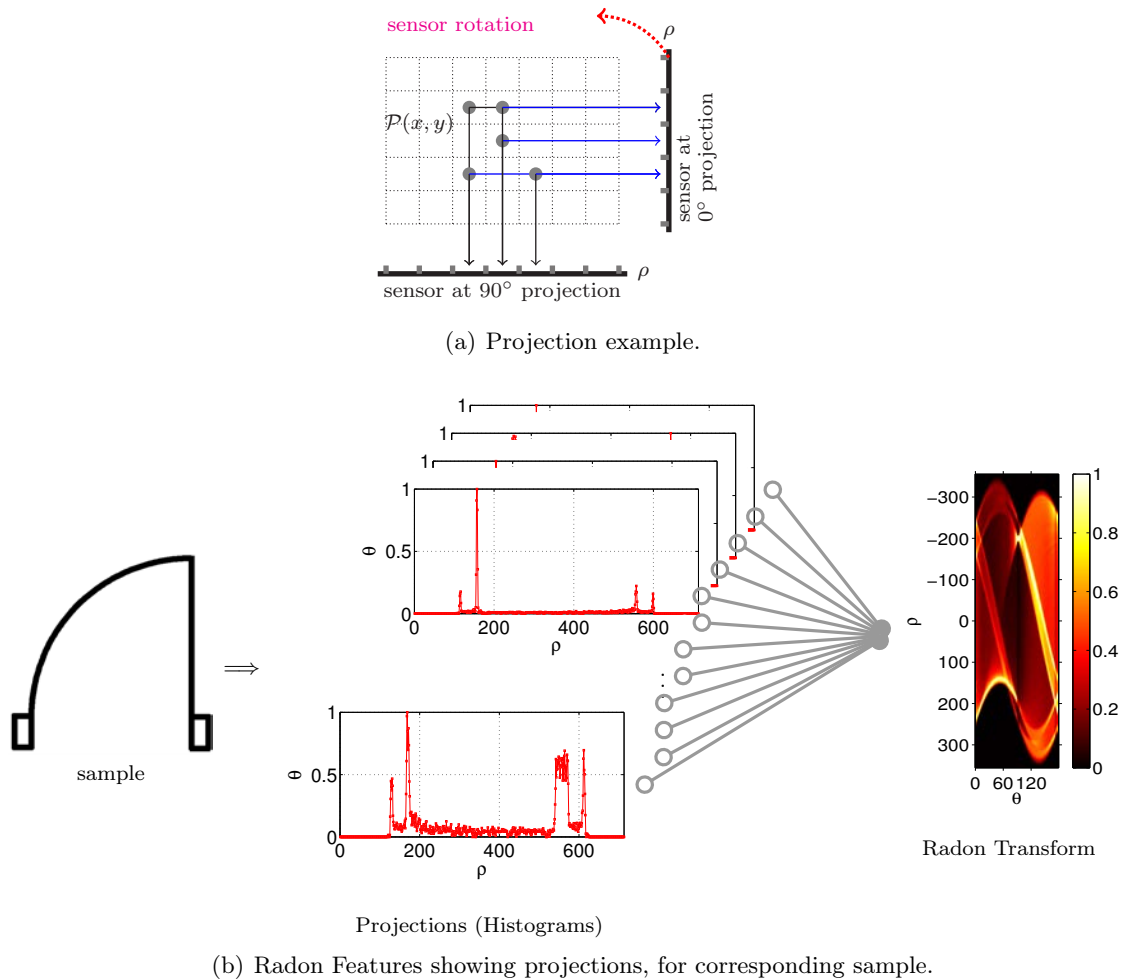 sensor rotation
ρ
P(x, y)
sensor at
0° projection
ρ
sensor at 90° projection
(a) Projection example.
1
1
1
1
0.5
0
θ
0 200 400 600
ρ
1
0.5
0
θ
0 200 400 600
ρ
⋮
⟹
sample
−300
−200
−100
0
100
200
300
ρ
0 60 120
θ
1
0.8
0.6
0.4
0.2
0
Radon Transform
Projections (Histograms)
(b) Radon Features showing projections, for corresponding sample.